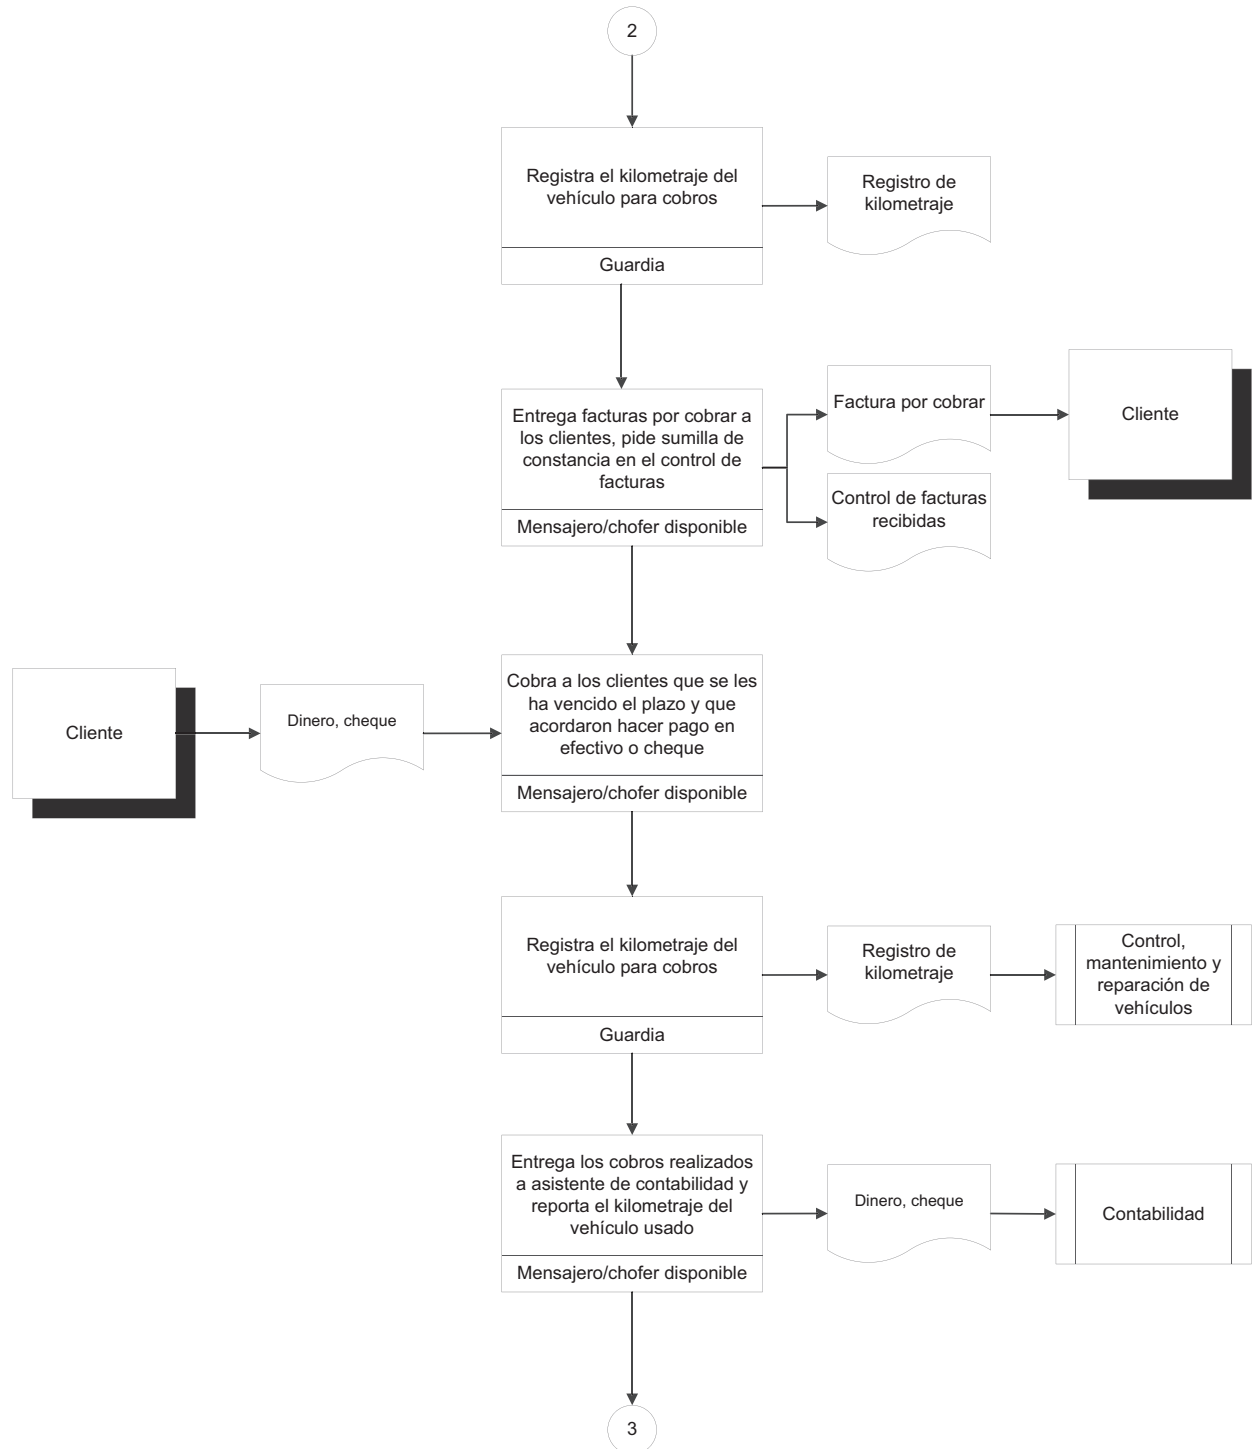 2
Registra el kilometraje del
vehículo para cobros
Guardia
Registro de
kilometraje
Entrega facturas por cobrar a
los clientes, pide sumilla de
constancia en el control de
facturas
Mensajero/chofer disponible
Factura por cobrar
Cliente
Control de facturas
recibidas
Cliente
Dinero, cheque
Cobra a los clientes que se les
ha vencido el plazo y que
acordaron hacer pago en
efectivo o cheque
Mensajero/chofer disponible
Registra el kilometraje del
vehículo para cobros
Guardia
Registro de
kilometraje
Control,
mantenimiento y
reparación de
vehículos
Entrega los cobros realizados
a asistente de contabilidad y
reporta el kilometraje del
vehículo usado
Mensajero/chofer disponible
Dinero, cheque
Contabilidad
3